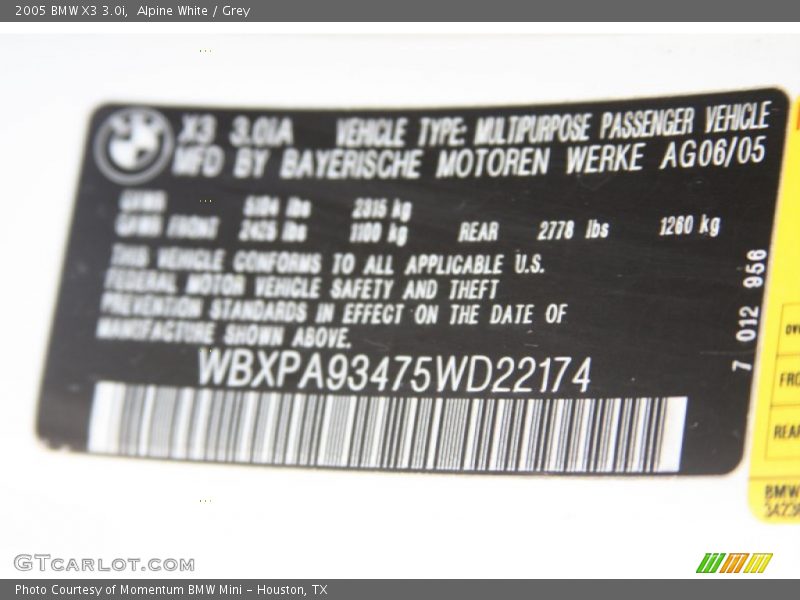 2005 BMW X3 3.0i,  Alpine White / Grey
BMW
X3 3.0IA VEHICLE TYPE: MULTIPURPOSE PASSENGER VEHICLE
MFD BY BAYERISCHE MOTOREN WERKE AG06/05
GVWR 5104 lbs 2315 kg
GAWR FRONT 2425 lbs 1100 kg REAR 2778 lbs 1260 kg
THIS VEHICLE CONFORMS TO ALL APPLICABLE U.S.
FEDERAL MOTOR VEHICLE SAFETY AND THEFT
PREVENTION STANDARDS IN EFFECT ON THE DATE OF
MANUFACTURE SHOWN ABOVE.
WBXPA93475WD22174
7 012 956
FRO
REAR
BMW
GTCARLOT.COM
Photo Courtesy of Momentum BMW Mini - Houston, TX